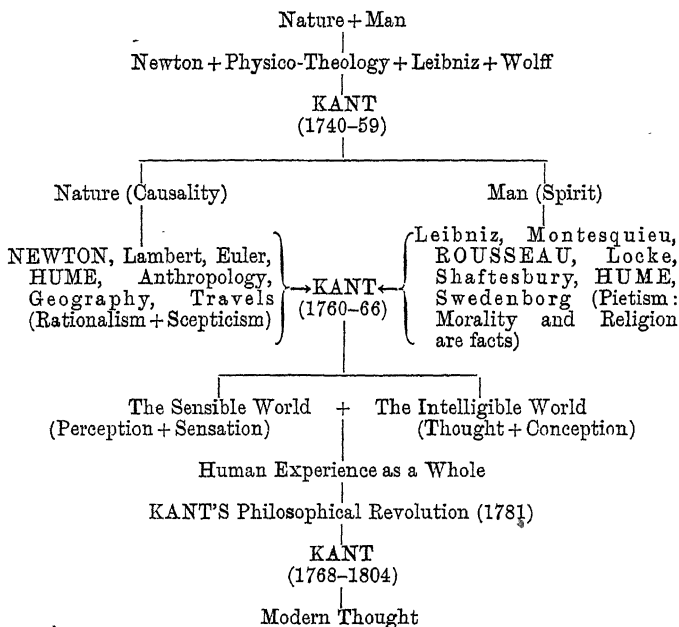 Nature + Man
Newton + Physico-Theology + Leibniz + Wolff
KANT
(1740–59)
Nature (Causality)
Man (Spirit)
NEWTON, Lambert, Euler,
HUME, Anthropology,
Geography, Travels
(Rationalism + Scepticism)
KANT
(1760–66)
Leibniz, Montesquieu,
ROUSSEAU, Locke,
Shaftesbury, HUME,
Swedenborg (Pietism:
Morality and Religion
are facts)
The Sensible World + The Intelligible World
(Perception + Sensation) (Thought + Conception)
Human Experience as a Whole
KANT'S Philosophical Revolution (1781)
KANT
(1768–1804)
Modern Thought